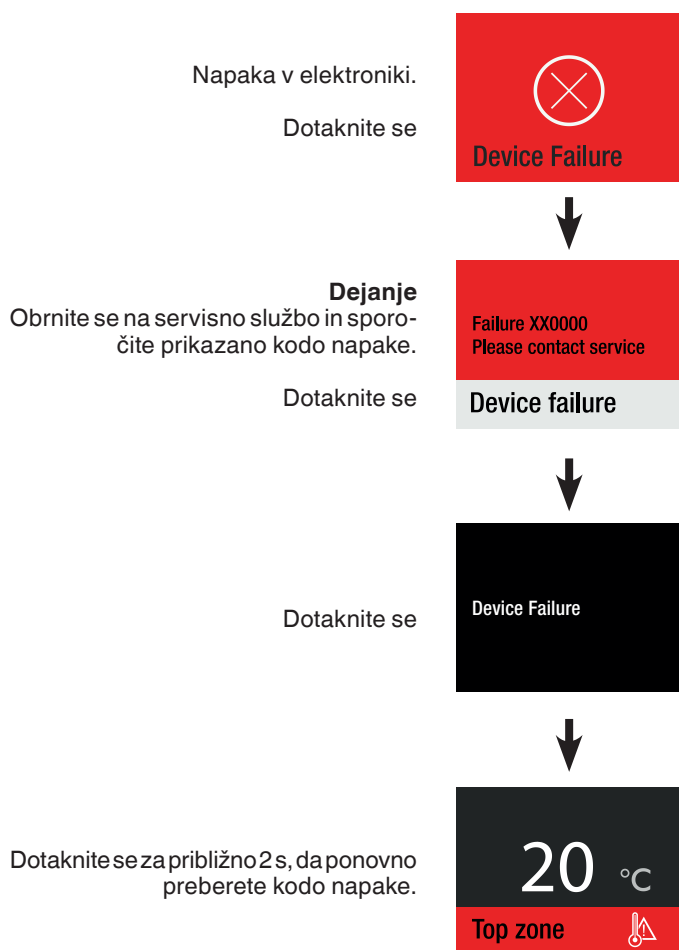 Napaka v elektroniki.
Dotaknite se
Device Failure
Dejanje
Obrnite se na servisno službo in sporo-
čite prikazano kodo napake.
Dotaknite se
Failure XX0000
Please contact service
Device failure
Dotaknite se
Device Failure
Dotaknite se za približno 2 s, da ponovno
preberete kodo napake.
20 °C
Top zone